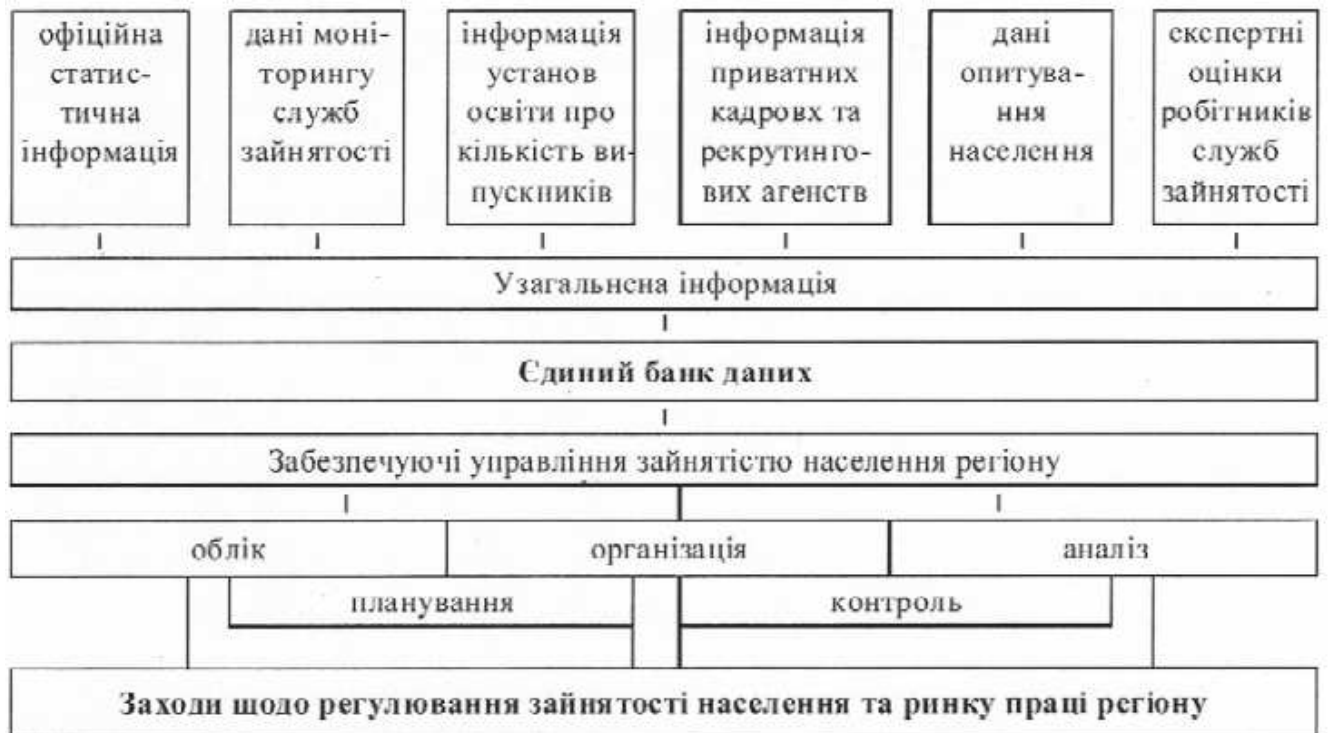 офіційна
статис-
тична
інформація
дані моні-
торингу
служб
зайнятості
інформація
установ
освіти про
кількість ви-
пускників
інформація
приватних
кадровх та
рекрутинго-
вих агенств
дані
опитува-
ння
населення
експертні
оцінки
робітників
служб
зайнятості
Узагальнена інформація
Єдиний банк даних
Забезпечуючі управління зайнятістю населення регіону
облік
організація
аналіз
планування
контроль
Заходи щодо регулювання зайнятості населення та ринку праці регіону